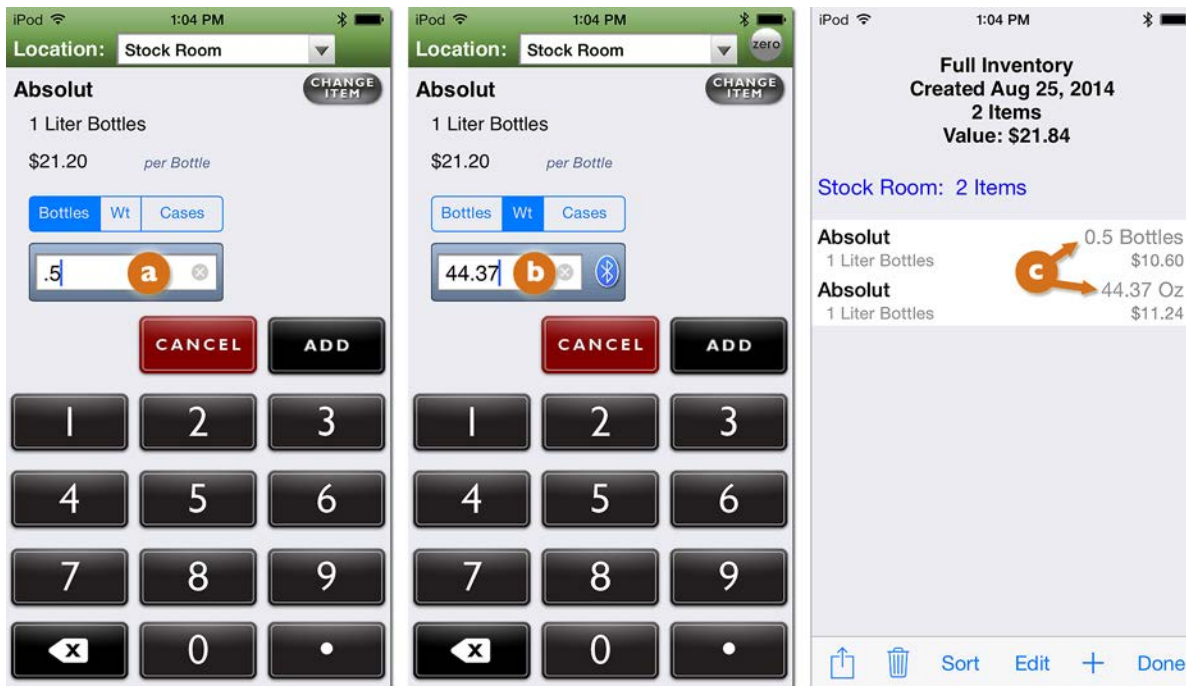 iPod 1:04 PM
Location: Stock Room
Absolut CHANGE ITEM
1 Liter Bottles
$21.20 per Bottle
Bottles Wt Cases
.5 a
CANCEL ADD
1 2 3
4 5 6
7 8 9
X 0 .
iPod 1:04 PM
Location: Stock Room zero
Absolut CHANGE ITEM
1 Liter Bottles
$21.20 per Bottle
Bottles Wt Cases
44.37 b
CANCEL ADD
1 2 3
4 5 6
7 8 9
X 0 .
iPod 1:04 PM
Full Inventory
Created Aug 25, 2014
2 Items
Value: $21.84
Stock Room: 2 Items
Absolut 0.5 Bottles
1 Liter Bottles c $10.60
Absolut 44.37 Oz
1 Liter Bottles $11.24
Sort Edit + Done